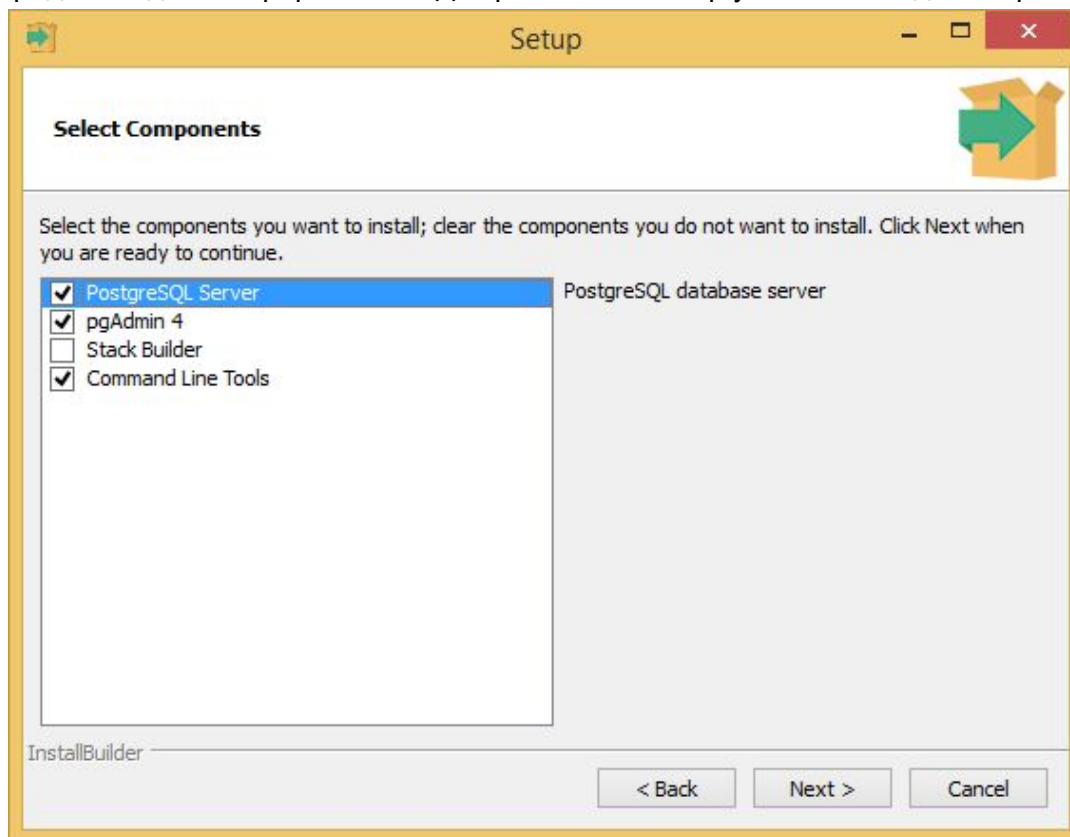 Setup
Select Components
Select the components you want to install; clear the components you do not want to install. Click Next when
you are ready to continue.
PostgreSQL Server
PostgreSQL database server
pgAdmin 4
Stack Builder
Command Line Tools
InstallBuilder
< Back
Next >
Cancel